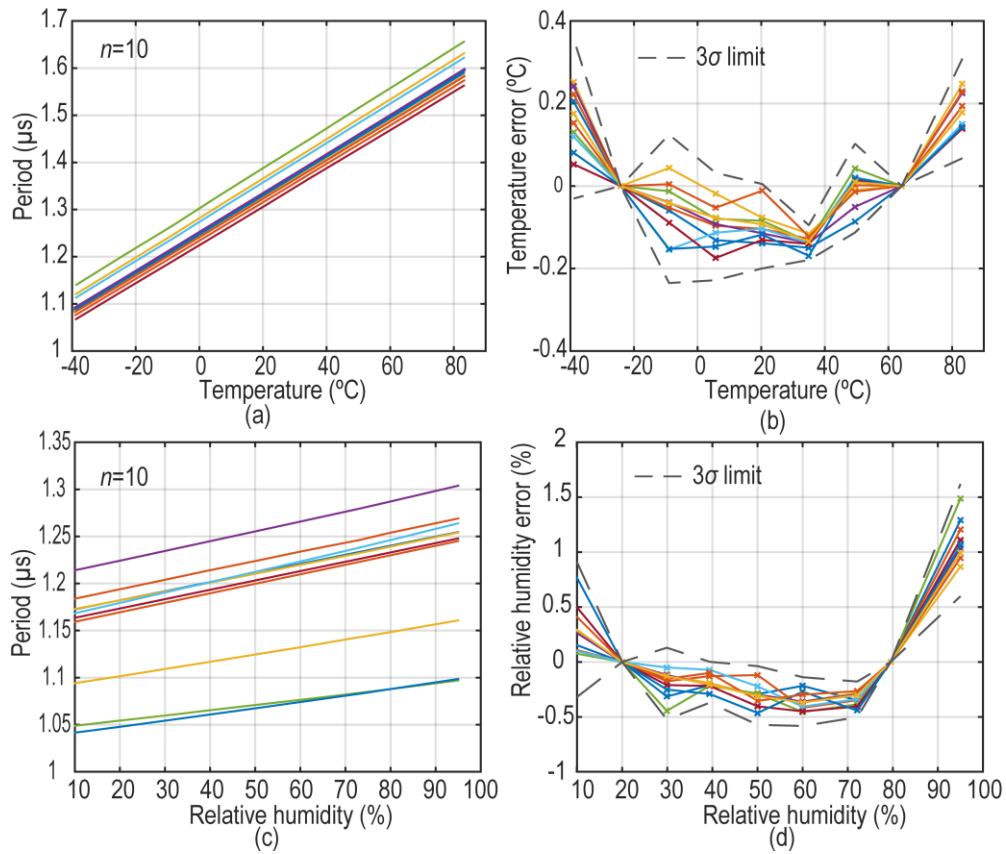 n=10
Period (µs)
1.7
1.6
1.5
1.4
1.3
1.2
1.1
1
-40 -20 0 20 40 60 80
Temperature (ºC)
(a)
3σ limit
Temperature error (ºC)
0.4
0.2
0
-0.2
-0.4
-40 -20 0 20 40 60 80
Temperature (ºC)
(b)
n=10
Period (µs)
1.35
1.3
1.25
1.2
1.15
1.1
1.05
1
10 20 30 40 50 60 70 80 90 100
Relative humidity (%)
(c)
3σ limit
Relative humidity error (%)
2
1.5
1
0.5
0
-0.5
-1
10 20 30 40 50 60 70 80 90 100
Relative humidity (%)
(d)